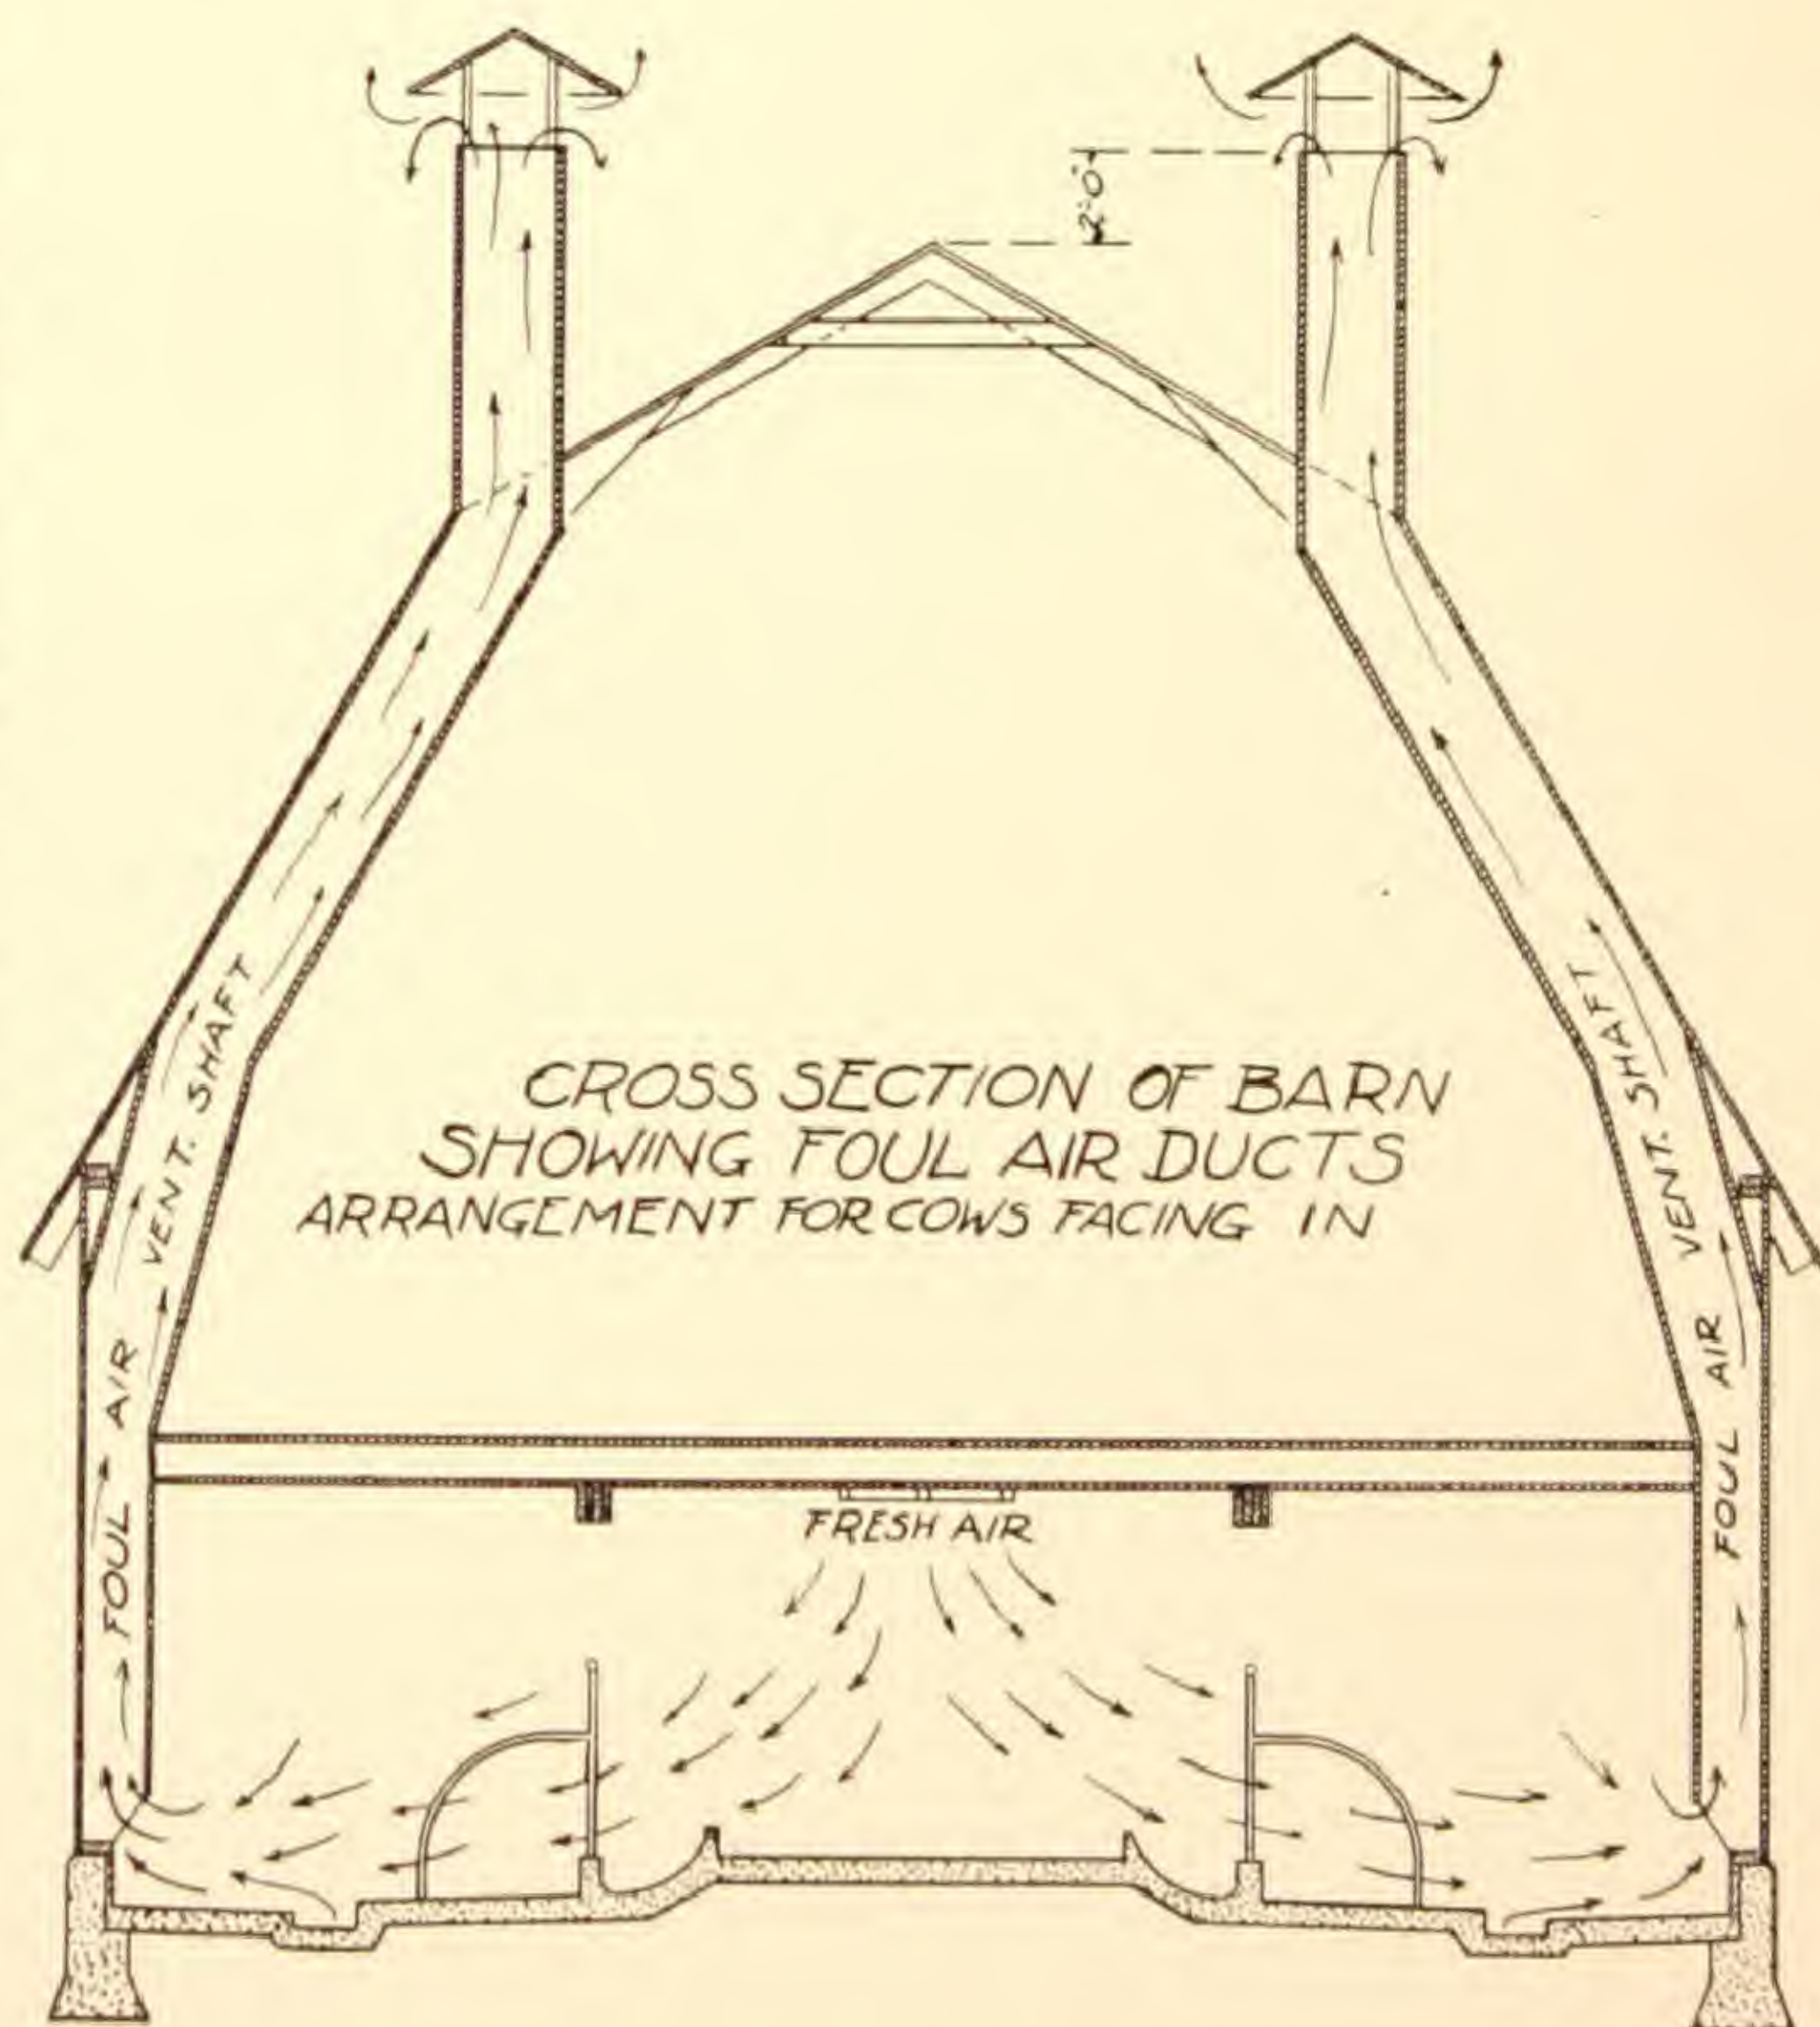 2'-0"
VENT. SHAFT
VENT. SHAFT
CROSS SECTION OF BARN
SHOWING FOUL AIR DUCTS
ARRANGEMENT FOR COWS FACING IN
FOUL AIR
FOUL AIR
FRESH AIR